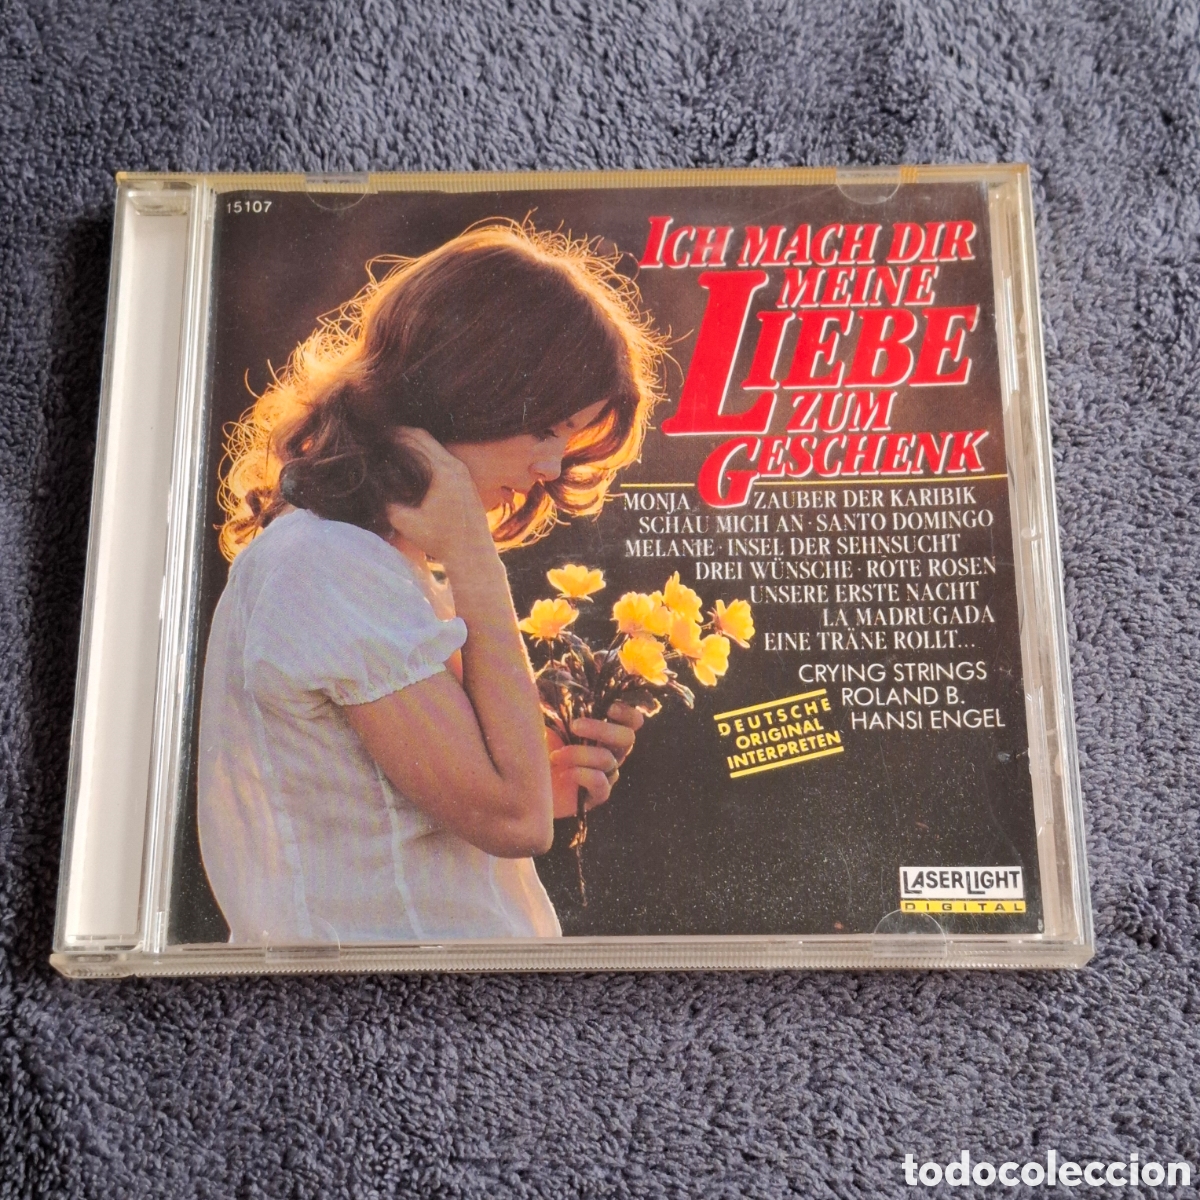 15107
ICH MACH DIR
MEINE
LIEBE
ZUM
GESCHENK
MONJA ZAUBER DER KARIBIK
SCHAU MICH AN · SANTO DOMINGO
MELANIE · INSEL DER SEHNSUCHT
DREI WÜNSCHE · ROTE ROSEN
UNSERE ERSTE NACHT
LA MADRUGADA
EINE TRÄNE ROLLT...
CRYING STRINGS
ROLAND B.
HANSI ENGEL
DEUTSCHE
ORIGINAL
INTERPRETEN
LASERLIGHT
DIGITAL
todocoleccion